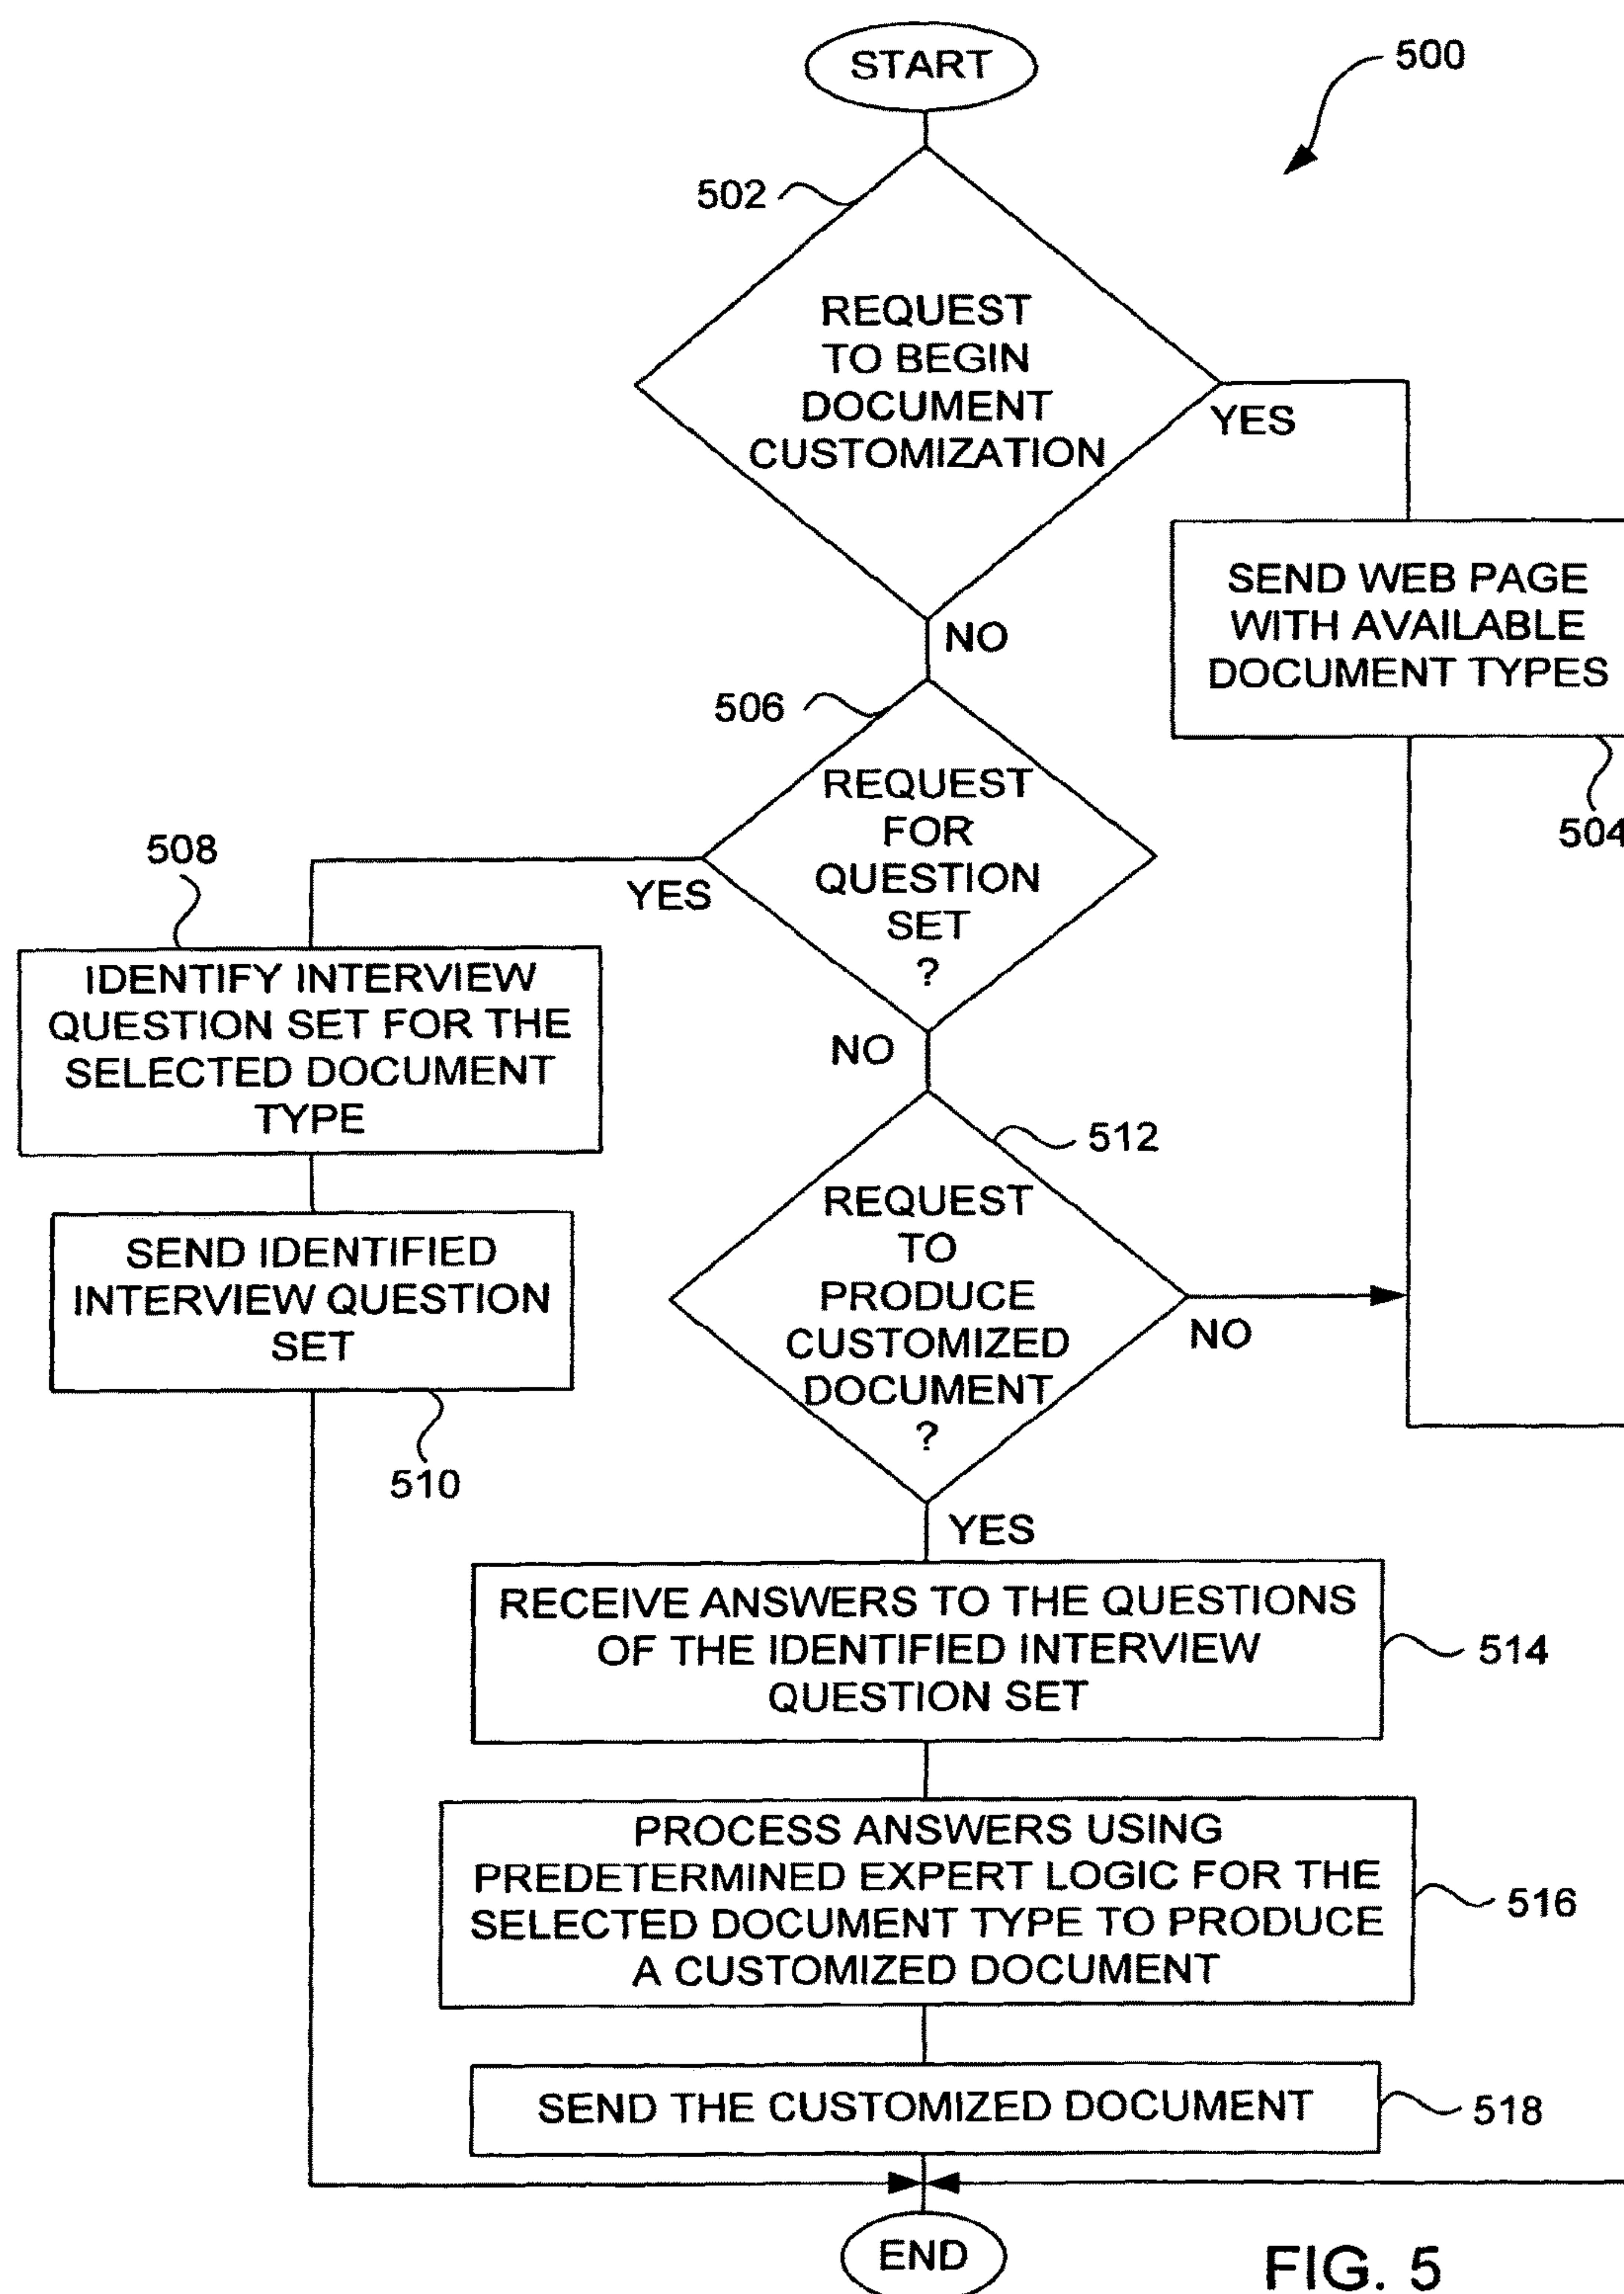 START
500
502
REQUEST
TO BEGIN
DOCUMENT
CUSTOMIZATION
YES
SEND WEB PAGE
WITH AVAILABLE
DOCUMENT TYPES
504
NO
506
REQUEST
FOR
QUESTION
SET
?
YES
508
IDENTIFY INTERVIEW
QUESTION SET FOR THE
SELECTED DOCUMENT
TYPE
SEND IDENTIFIED
INTERVIEW QUESTION
SET
510
NO
512
REQUEST
TO
PRODUCE
CUSTOMIZED
DOCUMENT
?
NO
YES
RECEIVE ANSWERS TO THE QUESTIONS
OF THE IDENTIFIED INTERVIEW
QUESTION SET
514
PROCESS ANSWERS USING
PREDETERMINED EXPERT LOGIC FOR THE
SELECTED DOCUMENT TYPE TO PRODUCE
A CUSTOMIZED DOCUMENT
516
SEND THE CUSTOMIZED DOCUMENT
518
END
FIG. 5